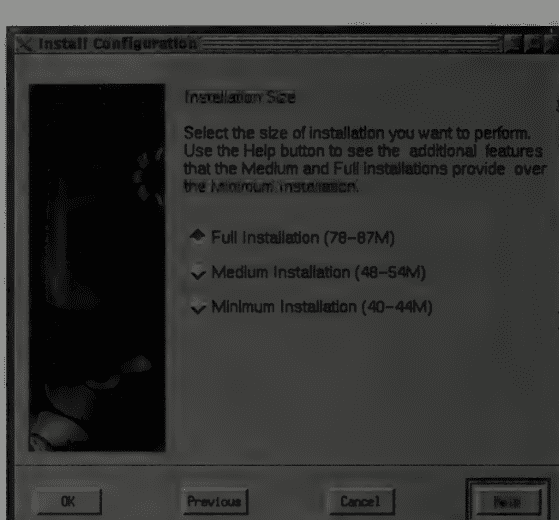 Install Configuration
Installation Size
Select the size of installation you want to perform.
Use the Help button to see the additional features
that the Medium and Full installations provide over
the Minimum installation.
Full Installation (78-87M)
Medium Installation (48-54M)
Minimum Installation (40-44M)
OK
Previous
Cancel